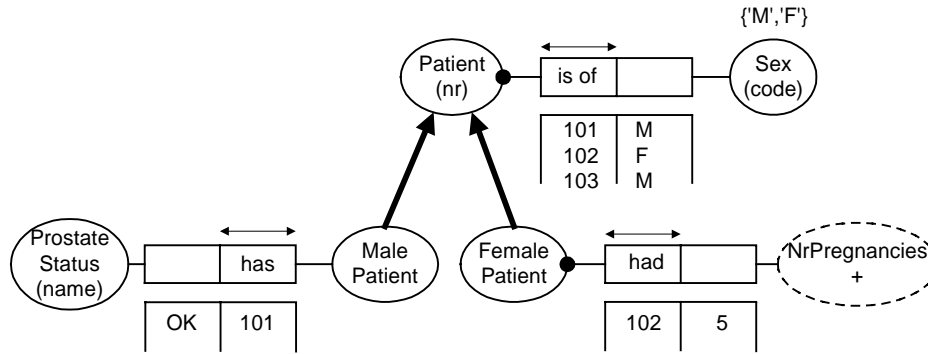 {'M','F'}
Patient
(nr)
is of
Sex
(code)
101 M
102 F
103 M
Prostate
Status
(name)
has
Male
Patient
Female
Patient
had
NrPregnancies
+
OK 101
102 5